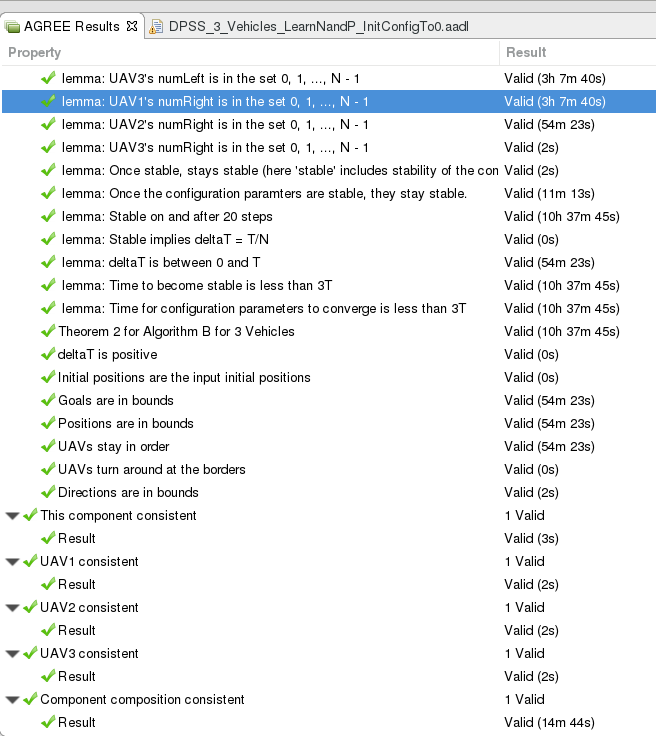 AGREE Results DPSS_3_Vehicles_LearnNandP_InitConfigTo0.aadl
Property Result
lemma: UAV3's numLeft is in the set 0, 1, ..., N - 1 Valid (3h 7m 40s)
lemma: UAV1's numRight is in the set 0, 1, ..., N - 1 Valid (3h 7m 40s)
lemma: UAV2's numRight is in the set 0, 1, ..., N - 1 Valid (54m 23s)
lemma: UAV3's numRight is in the set 0, 1, ..., N - 1 Valid (2s)
lemma: Once stable, stays stable (here 'stable' includes stability of the con Valid (2s)
lemma: Once the configuration paramters are stable, they stay stable. Valid (11m 13s)
lemma: Stable on and after 20 steps Valid (10h 37m 45s)
lemma: Stable implies deltaT = T/N Valid (0s)
lemma: deltaT is between 0 and T Valid (54m 23s)
lemma: Time to become stable is less than 3T Valid (10h 37m 45s)
lemma: Time for configuration parameters to converge is less than 3T Valid (10h 37m 45s)
Theorem 2 for Algorithm B for 3 Vehicles Valid (10h 37m 45s)
deltaT is positive Valid (0s)
Initial positions are the input initial positions Valid (0s)
Goals are in bounds Valid (54m 23s)
Positions are in bounds Valid (54m 23s)
UAVs stay in order Valid (54m 23s)
UAVs turn around at the borders Valid (0s)
Directions are in bounds Valid (2s)
This component consistent 1 Valid
Result Valid (3s)
UAV1 consistent 1 Valid
Result Valid (2s)
UAV2 consistent 1 Valid
Result Valid (2s)
UAV3 consistent 1 Valid
Result Valid (2s)
Component composition consistent 1 Valid
Result Valid (14m 44s)